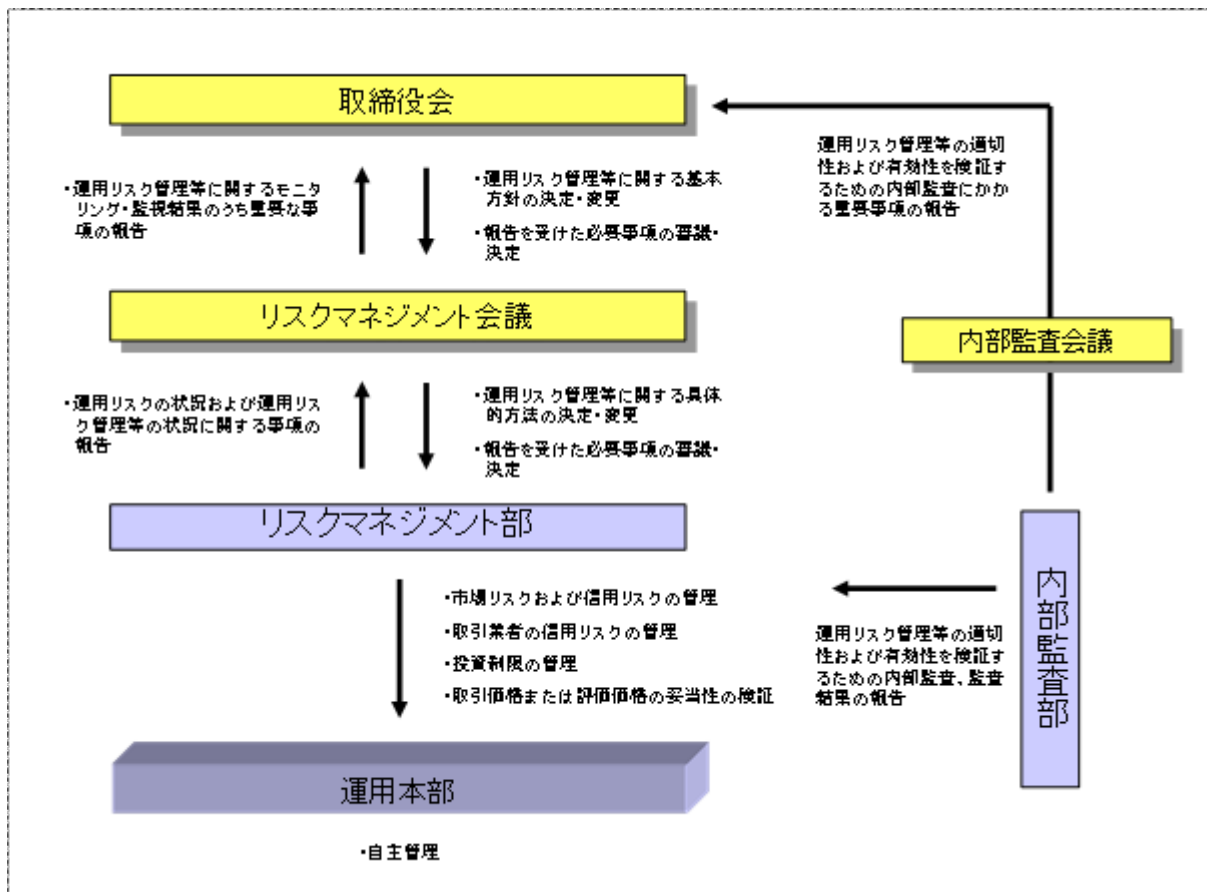 取締役会
・運用リスク管理等に関するモニ
タリング・監視結果のうち重要な事
項の報告
・運用リスク管理等に関する基本
方針の決定・変更
・報告を受けた必要事項の審議・
決定
運用リスク管理等の適切
性および有効性を検証す
るための内部監査にかか
る重要事項の報告
リスクマネジメント会議
内部監査会議
・運用リスクの状況および運用リス
ク管理等の状況に関する事項の
報告
・運用リスク管理等に関する具体
的方法の決定・変更
・報告を受けた必要事項の審議・
決定
リスクマネジメント部
内部監査部
・市場リスクおよび信用リスクの管理
・取引業者の信用リスクの管理
・投資制限の管理
・取引価格または評価価格の妥当性の検証
運用リスク管理等の適切
性および有効性を検証す
るための内部監査、監査
結果の報告
運用本部
・自主管理